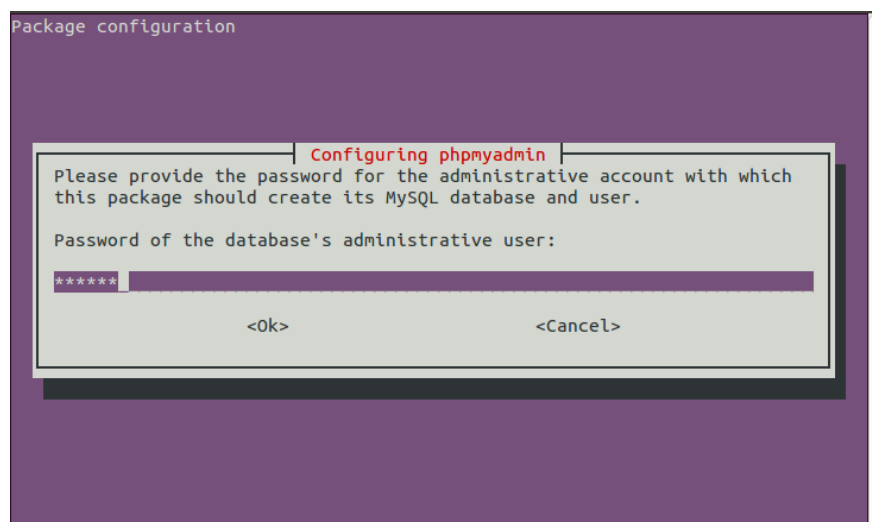 Package configuration
Configuring phpmyadmin
Please provide the password for the administrative account with which
this package should create its MySQL database and user.
Password of the database's administrative user:
******
<Ok> <Cancel>